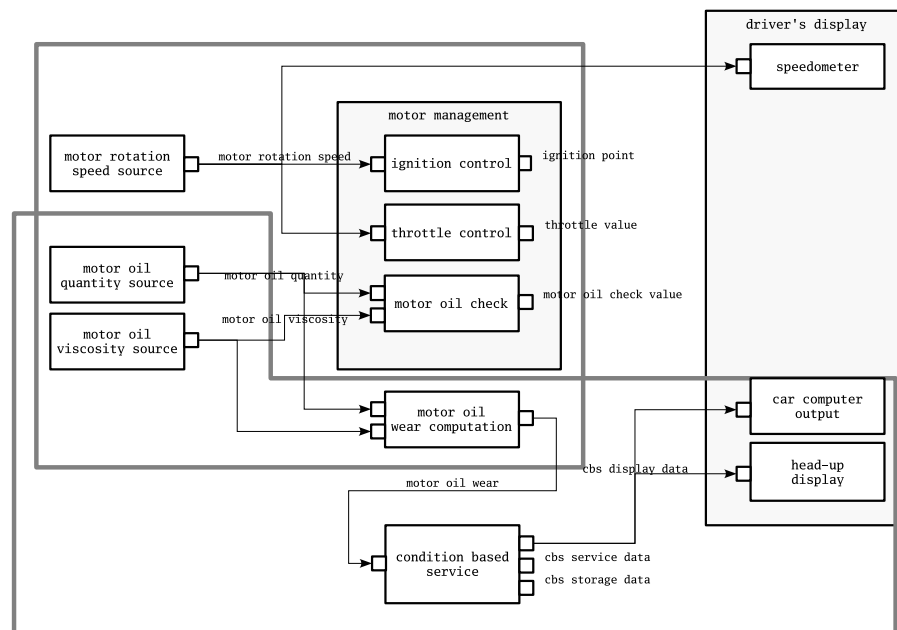 driver's display
speedometer
motor management
motor rotation
speed source
motor rotation speed
ignition control
ignition point
throttle control
throttle value
motor oil
quantity source
motor oil quantity
motor oil check
motor oil check value
motor oil
viscosity source
motor oil viscosity
motor oil
wear computation
car computer
output
cbs display data
head-up
display
motor oil wear
condition based
service
cbs service data
cbs storage data